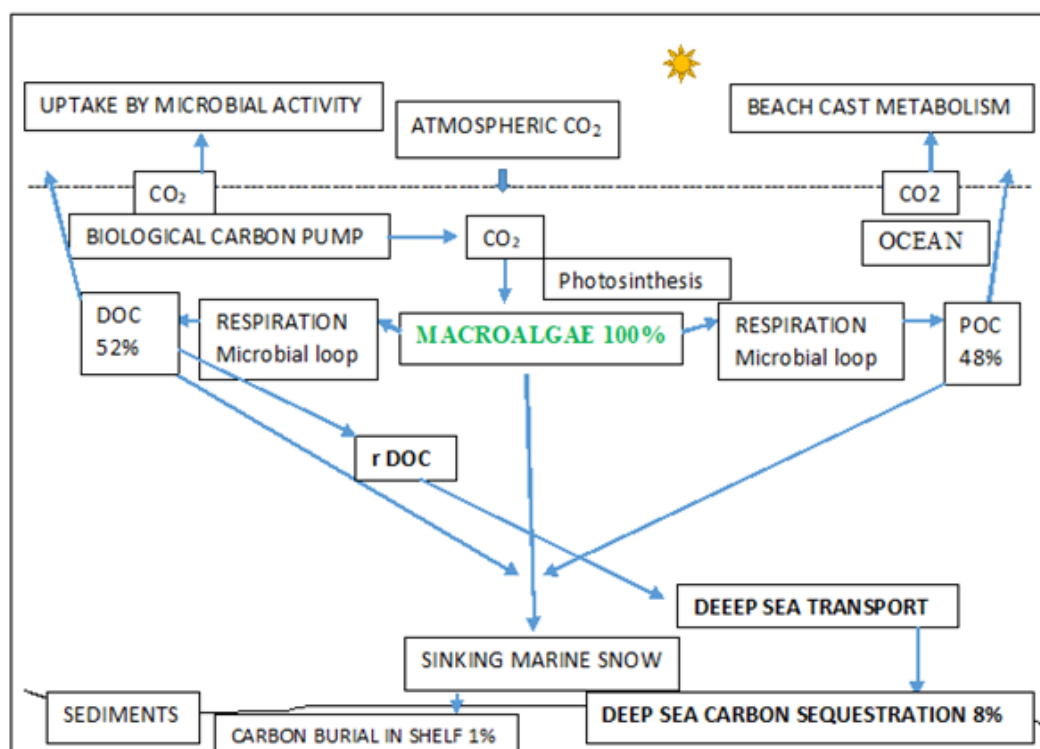 UPTAKE BY MICROBIAL ACTIVITY
ATMOSPHERIC CO₂
BEACH CAST METABOLISM
CO₂
CO2
BIOLOGICAL CARBON PUMP
CO₂
OCEAN
Photosinthesis
DOC
52%
RESPIRATION
Microbial loop
MACROALGAE 100%
RESPIRATION
Microbial loop
POC
48%
r DOC
DEEEP SEA TRANSPORT
SINKING MARINE SNOW
SEDIMENTS
CARBON BURIAL IN SHELF 1%
DEEP SEA CARBON SEQUESTRATION 8%